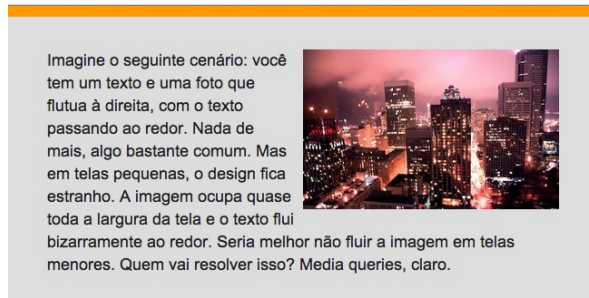 Imagine o seguinte cenário: você
tem um texto e uma foto que
flutua à direita, com o texto
passando ao redor. Nada de
mais, algo bastante comum. Mas
em telas pequenas, o design fica
estranho. A imagem ocupa quase
toda a largura da tela e o texto flui
bizarramente ao redor. Seria melhor não fluir a imagem em telas
menores. Quem vai resolver isso? Media queries, claro.